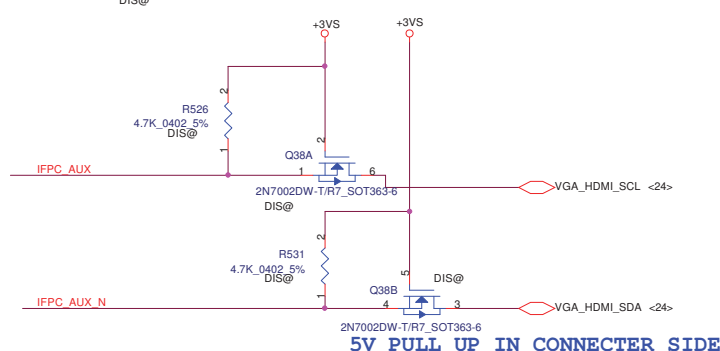 DIS@
+3VS
+3VS
2
R526
4.7K_0402_5%
DIS@
1
2
Q38A
IFPC_AUX
1
6
2N7002DW-T/R7_SOT363-6
VGA_HDMI_SCL <24>
DIS@
2
R531
4.7K_0402_5%
DIS@
1
5
DIS@
Q38B
IFPC_AUX_N
4
3
VGA_HDMI_SDA <24>
2N7002DW-T/R7_SOT363-6
5V PULL UP IN CONNECTER SIDE